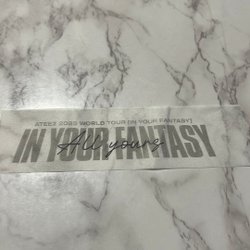 ATEEZ 2025 WORLD TOUR [IN YOUR FANTASY]
IN YOUR FANTASY
All yours